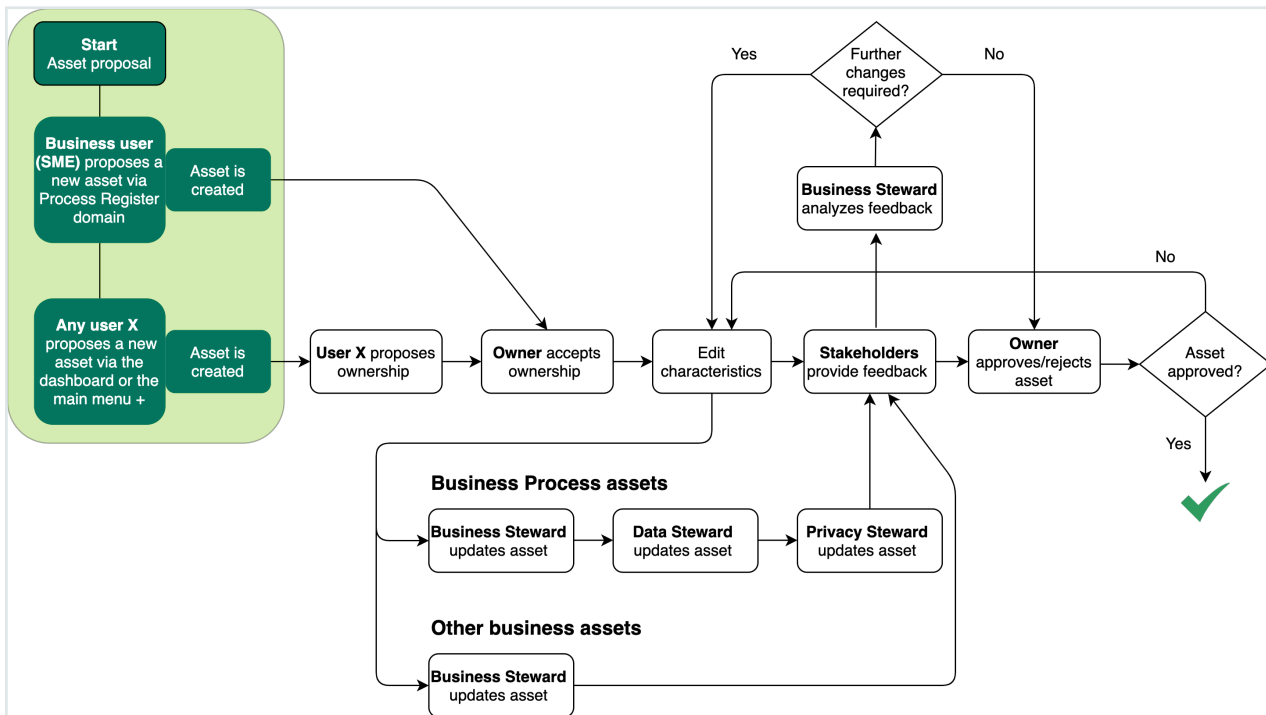 Start
Asset proposal
Business user
(SME) proposes a
new asset via
Process Register
domain
Asset is
created
Any user X
proposes a new
asset via the
dashboard or the
main menu +
Asset is
created
User X proposes
ownership
Owner accepts
ownership
Edit
characteristics
Stakeholders
provide feedback
Business Steward
analyzes feedback
Further
changes
required?
Yes
No
Owner
approves/rejects
asset
Asset
approved?
No
Yes
Business Process assets
Business Steward
updates asset
Data Steward
updates asset
Privacy Steward
updates asset
Other business assets
Business Steward
updates asset